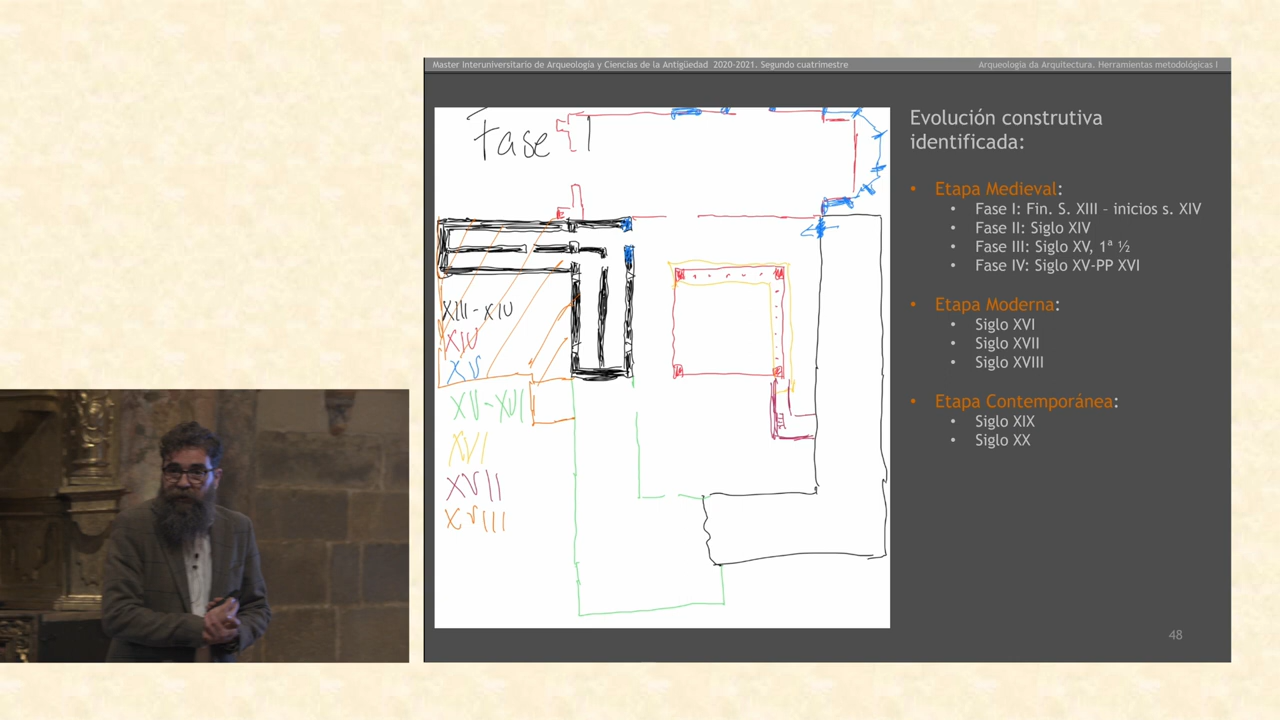 Master Interuniversitario de Arqueología y Ciencias de la Antigüedad 2020-2021. Segundo cuatrimestre
Arqueología da Arquitectura. Herramientas metodológicas I
Fase 1
XIII-XIV
XIV
XV
XV-XVI
XVI
XVII
XVIII
Evolución construtiva
identificada:
• Etapa Medieval:
• Fase I: Fin. S. XIII – inicios s. XIV
• Fase II: Siglo XIV
• Fase III: Siglo XV, 1ª ½
• Fase IV: Siglo XV-PP XVI
• Etapa Moderna:
• Siglo XVI
• Siglo XVII
• Siglo XVIII
• Etapa Contemporánea:
• Siglo XIX
• Siglo XX
48